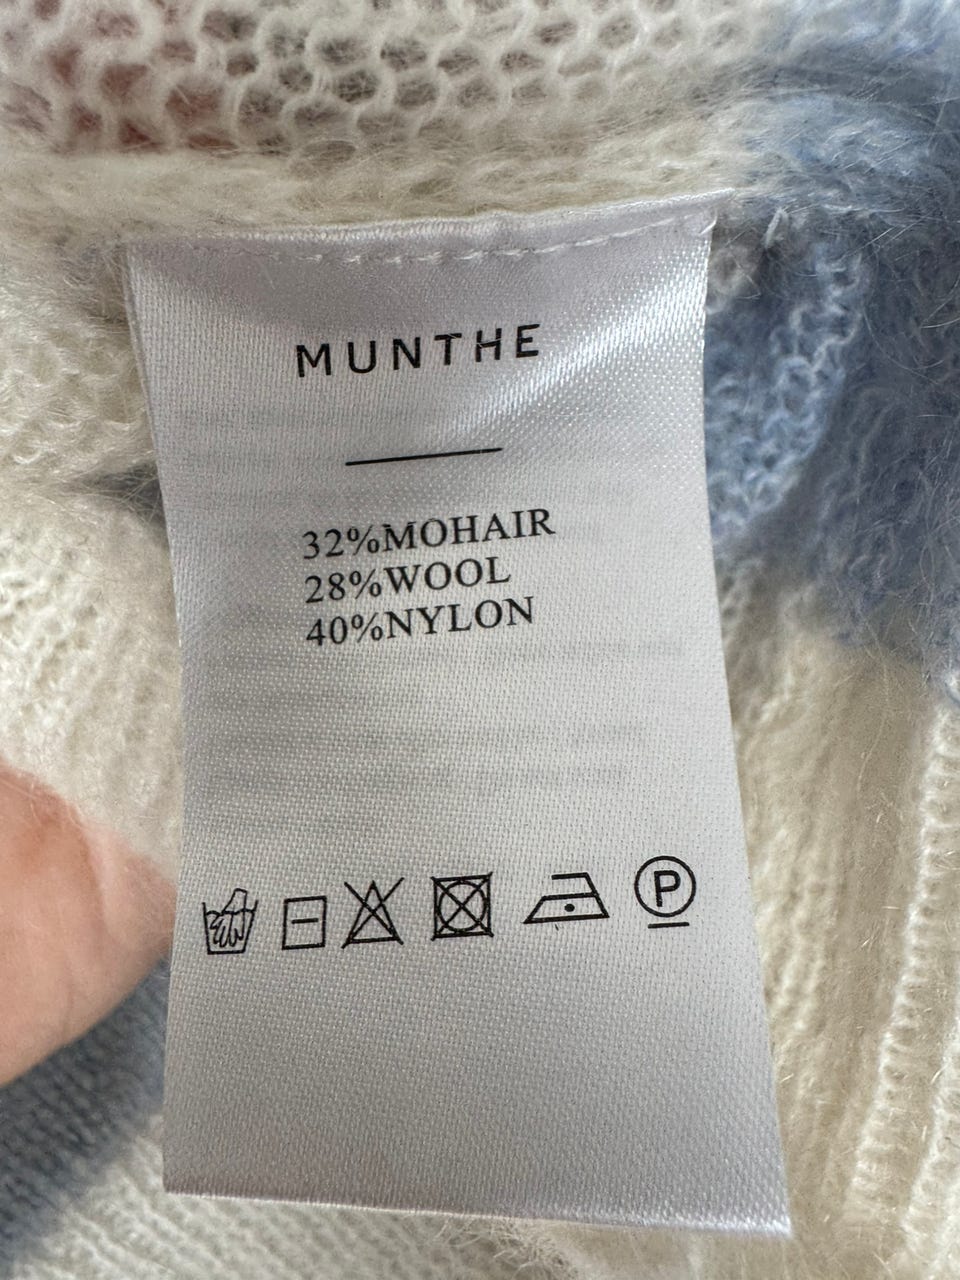 MUNTHE
32%MOHAIR
28%WOOL
40%NYLON
P